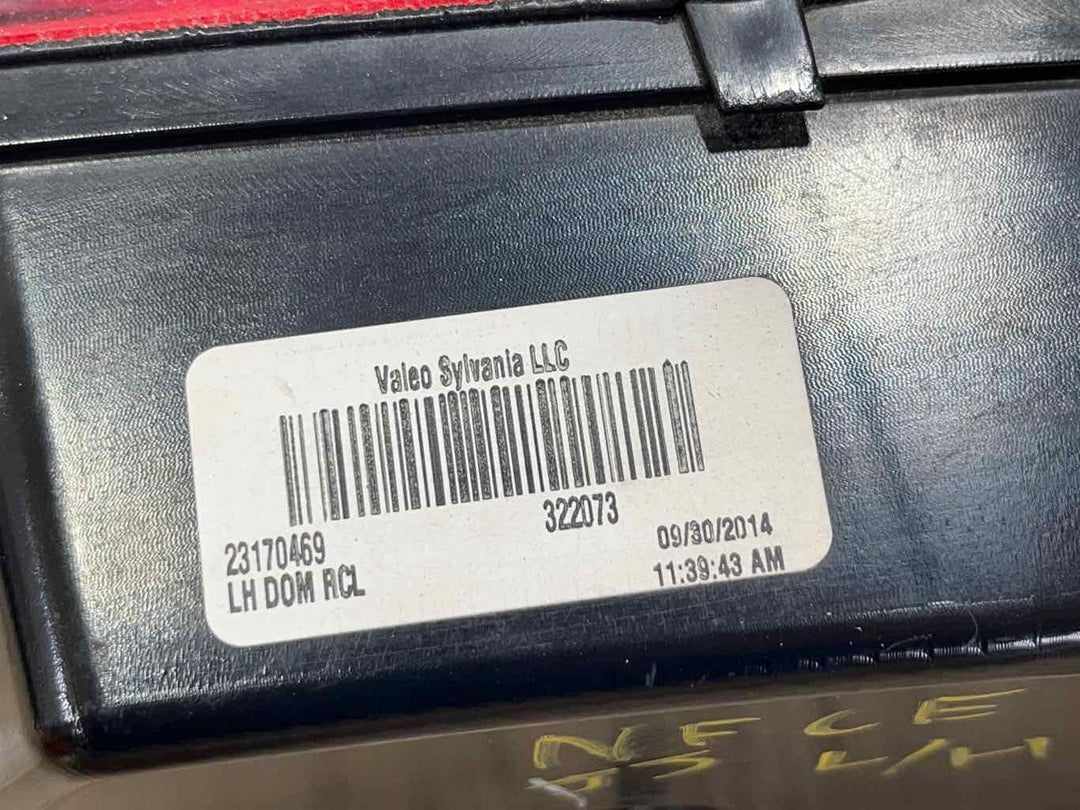 Valeo Sylvania LLC
322073
23170469
09/30/2014
LH DOM RCL
11:39:43 AM
L/H